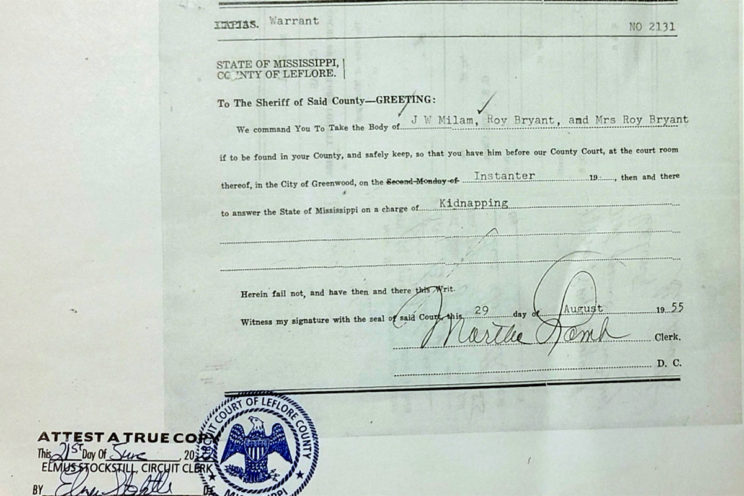 Warrant
NO 2131
STATE OF MISSISSIPPI,
COUNTY OF LEFLORE.
To The Sheriff of Said County—GREETING:
We command You To Take the Body of J W Milam, Roy Bryant, and Mrs Roy Bryant
if to be found in your County, and safely keep, so that you have him before our County Court, at the court room
thereof, in the City of Greenwood, on the Second Monday of Instanter 19 , then and there
to answer the State of Mississippi on a charge of Kidnapping
Herein fail not, and have then and there this Writ.
Witness my signature with the seal of said Court, this 29 day of August 1955
Martha Lamb Clerk.
D. C.
ATTEST A TRUE COPY
This 21st Day Of June 20
ELMUS STOCKSTILL, CIRCUIT CLERK
BY Elmus Stockstill
CIRCUIT COURT OF LEFLORE COUNTY
MISSISSIPPI